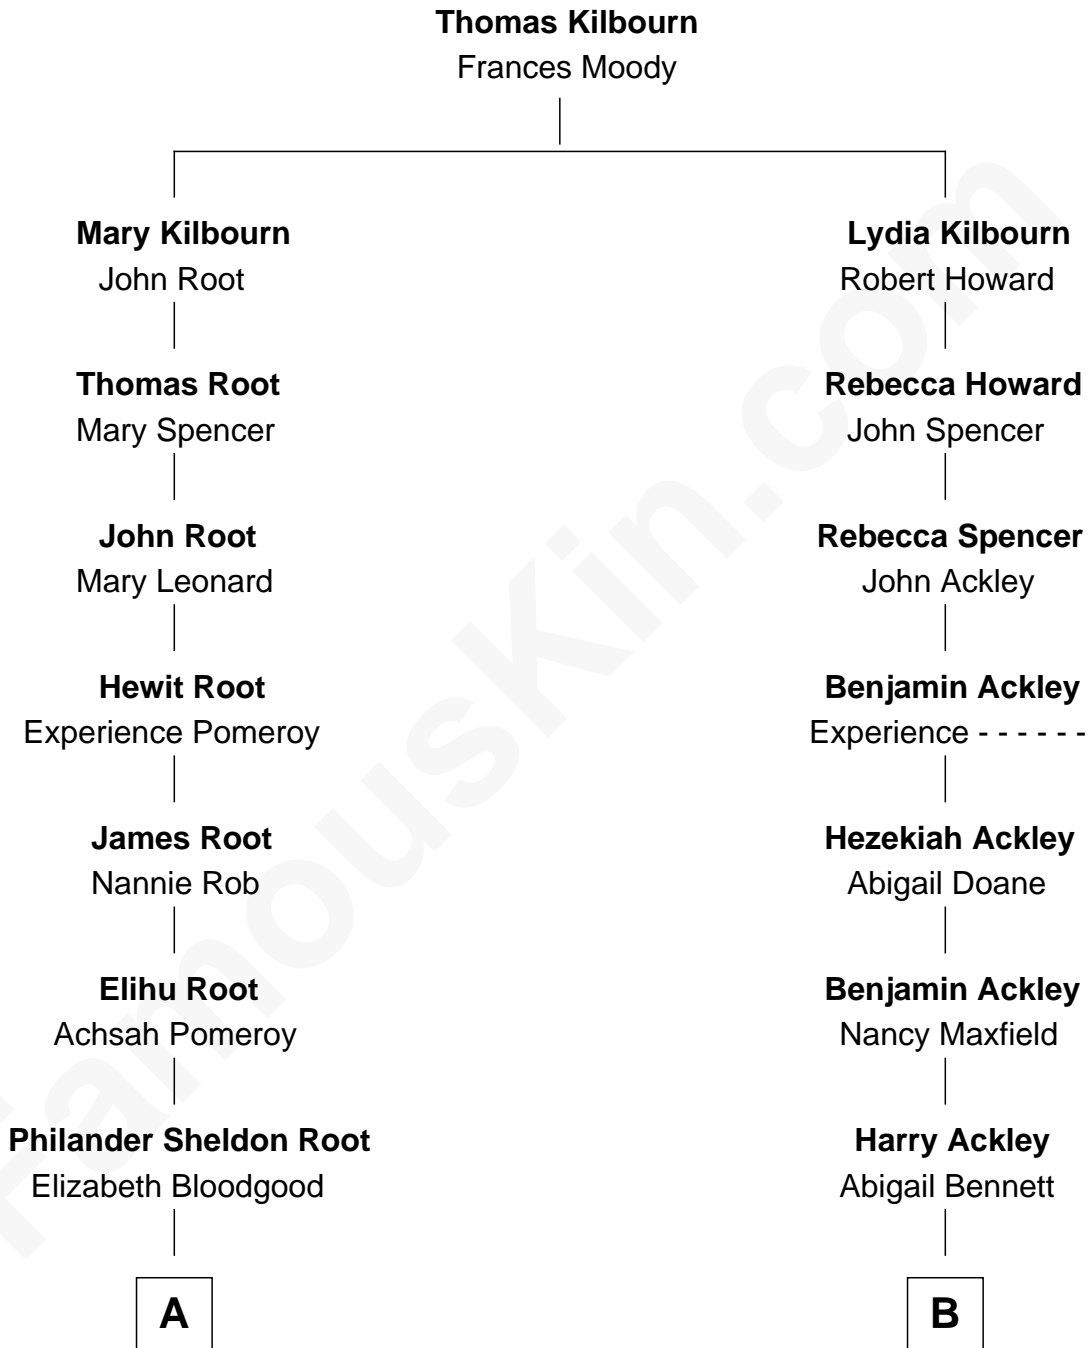 Thomas Kilbourn
Frances Moody
Mary Kilbourn
John Root
Lydia Kilbourn
Robert Howard
Thomas Root
Mary Spencer
Rebecca Howard
John Spencer
John Root
Mary Leonard
Rebecca Spencer
John Ackley
Hewit Root
Experience Pomeroy
Benjamin Ackley
Experience - - - - - -
James Root
Nannie Rob
Hezekiah Ackley
Abigail Doane
Elihu Root
Achsah Pomeroy
Benjamin Ackley
Nancy Maxfield
Philander Sheldon Root
Elizabeth Bloodgood
Harry Ackley
Abigail Bennett
A
B
FamousKin.com